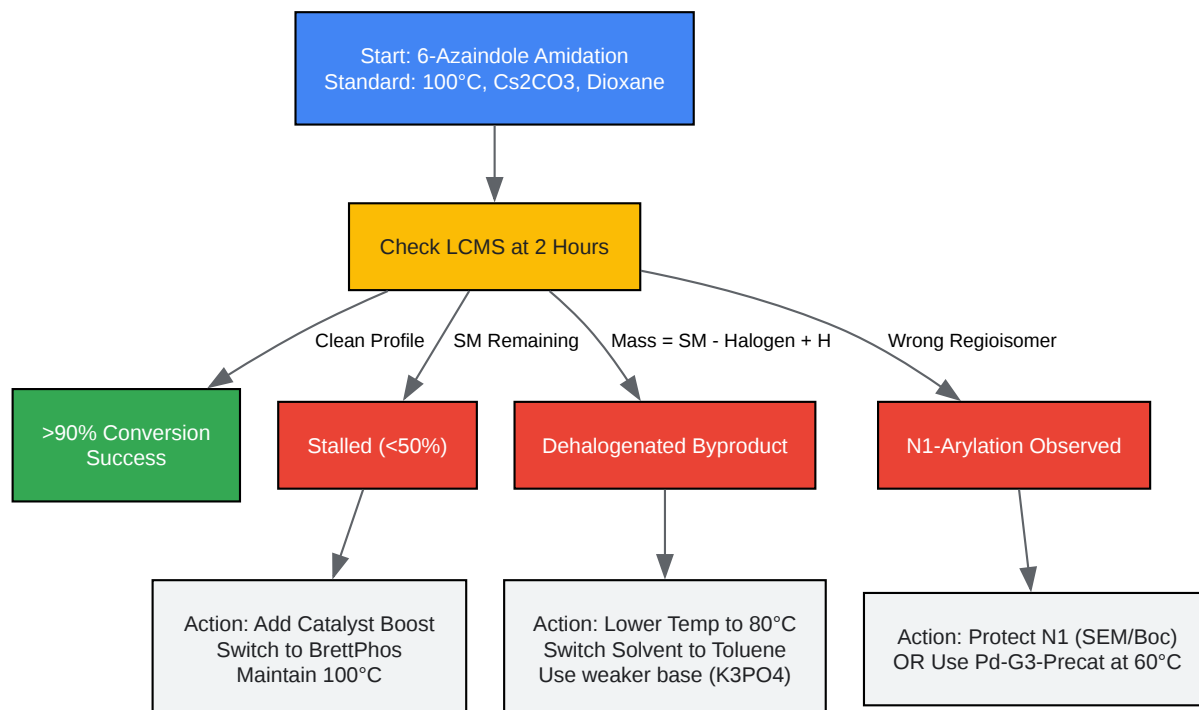 Start: 6-Azaindole Amidation
Standard: 100°C, Cs2CO3, Dioxane
Check LCMS at 2 Hours
Clean Profile
SM Remaining
Mass = SM - Halogen + H
Wrong Regioisomer
>90% Conversion
Success
Stalled (<50%)
Dehalogenated Byproduct
N1-Arylation Observed
Action: Add Catalyst Boost
Switch to BrettPhos
Maintain 100°C
Action: Lower Temp to 80°C
Switch Solvent to Toluene
Use weaker base (K3PO4)
Action: Protect N1 (SEM/Boc)
OR Use Pd-G3-Precat at 60°C